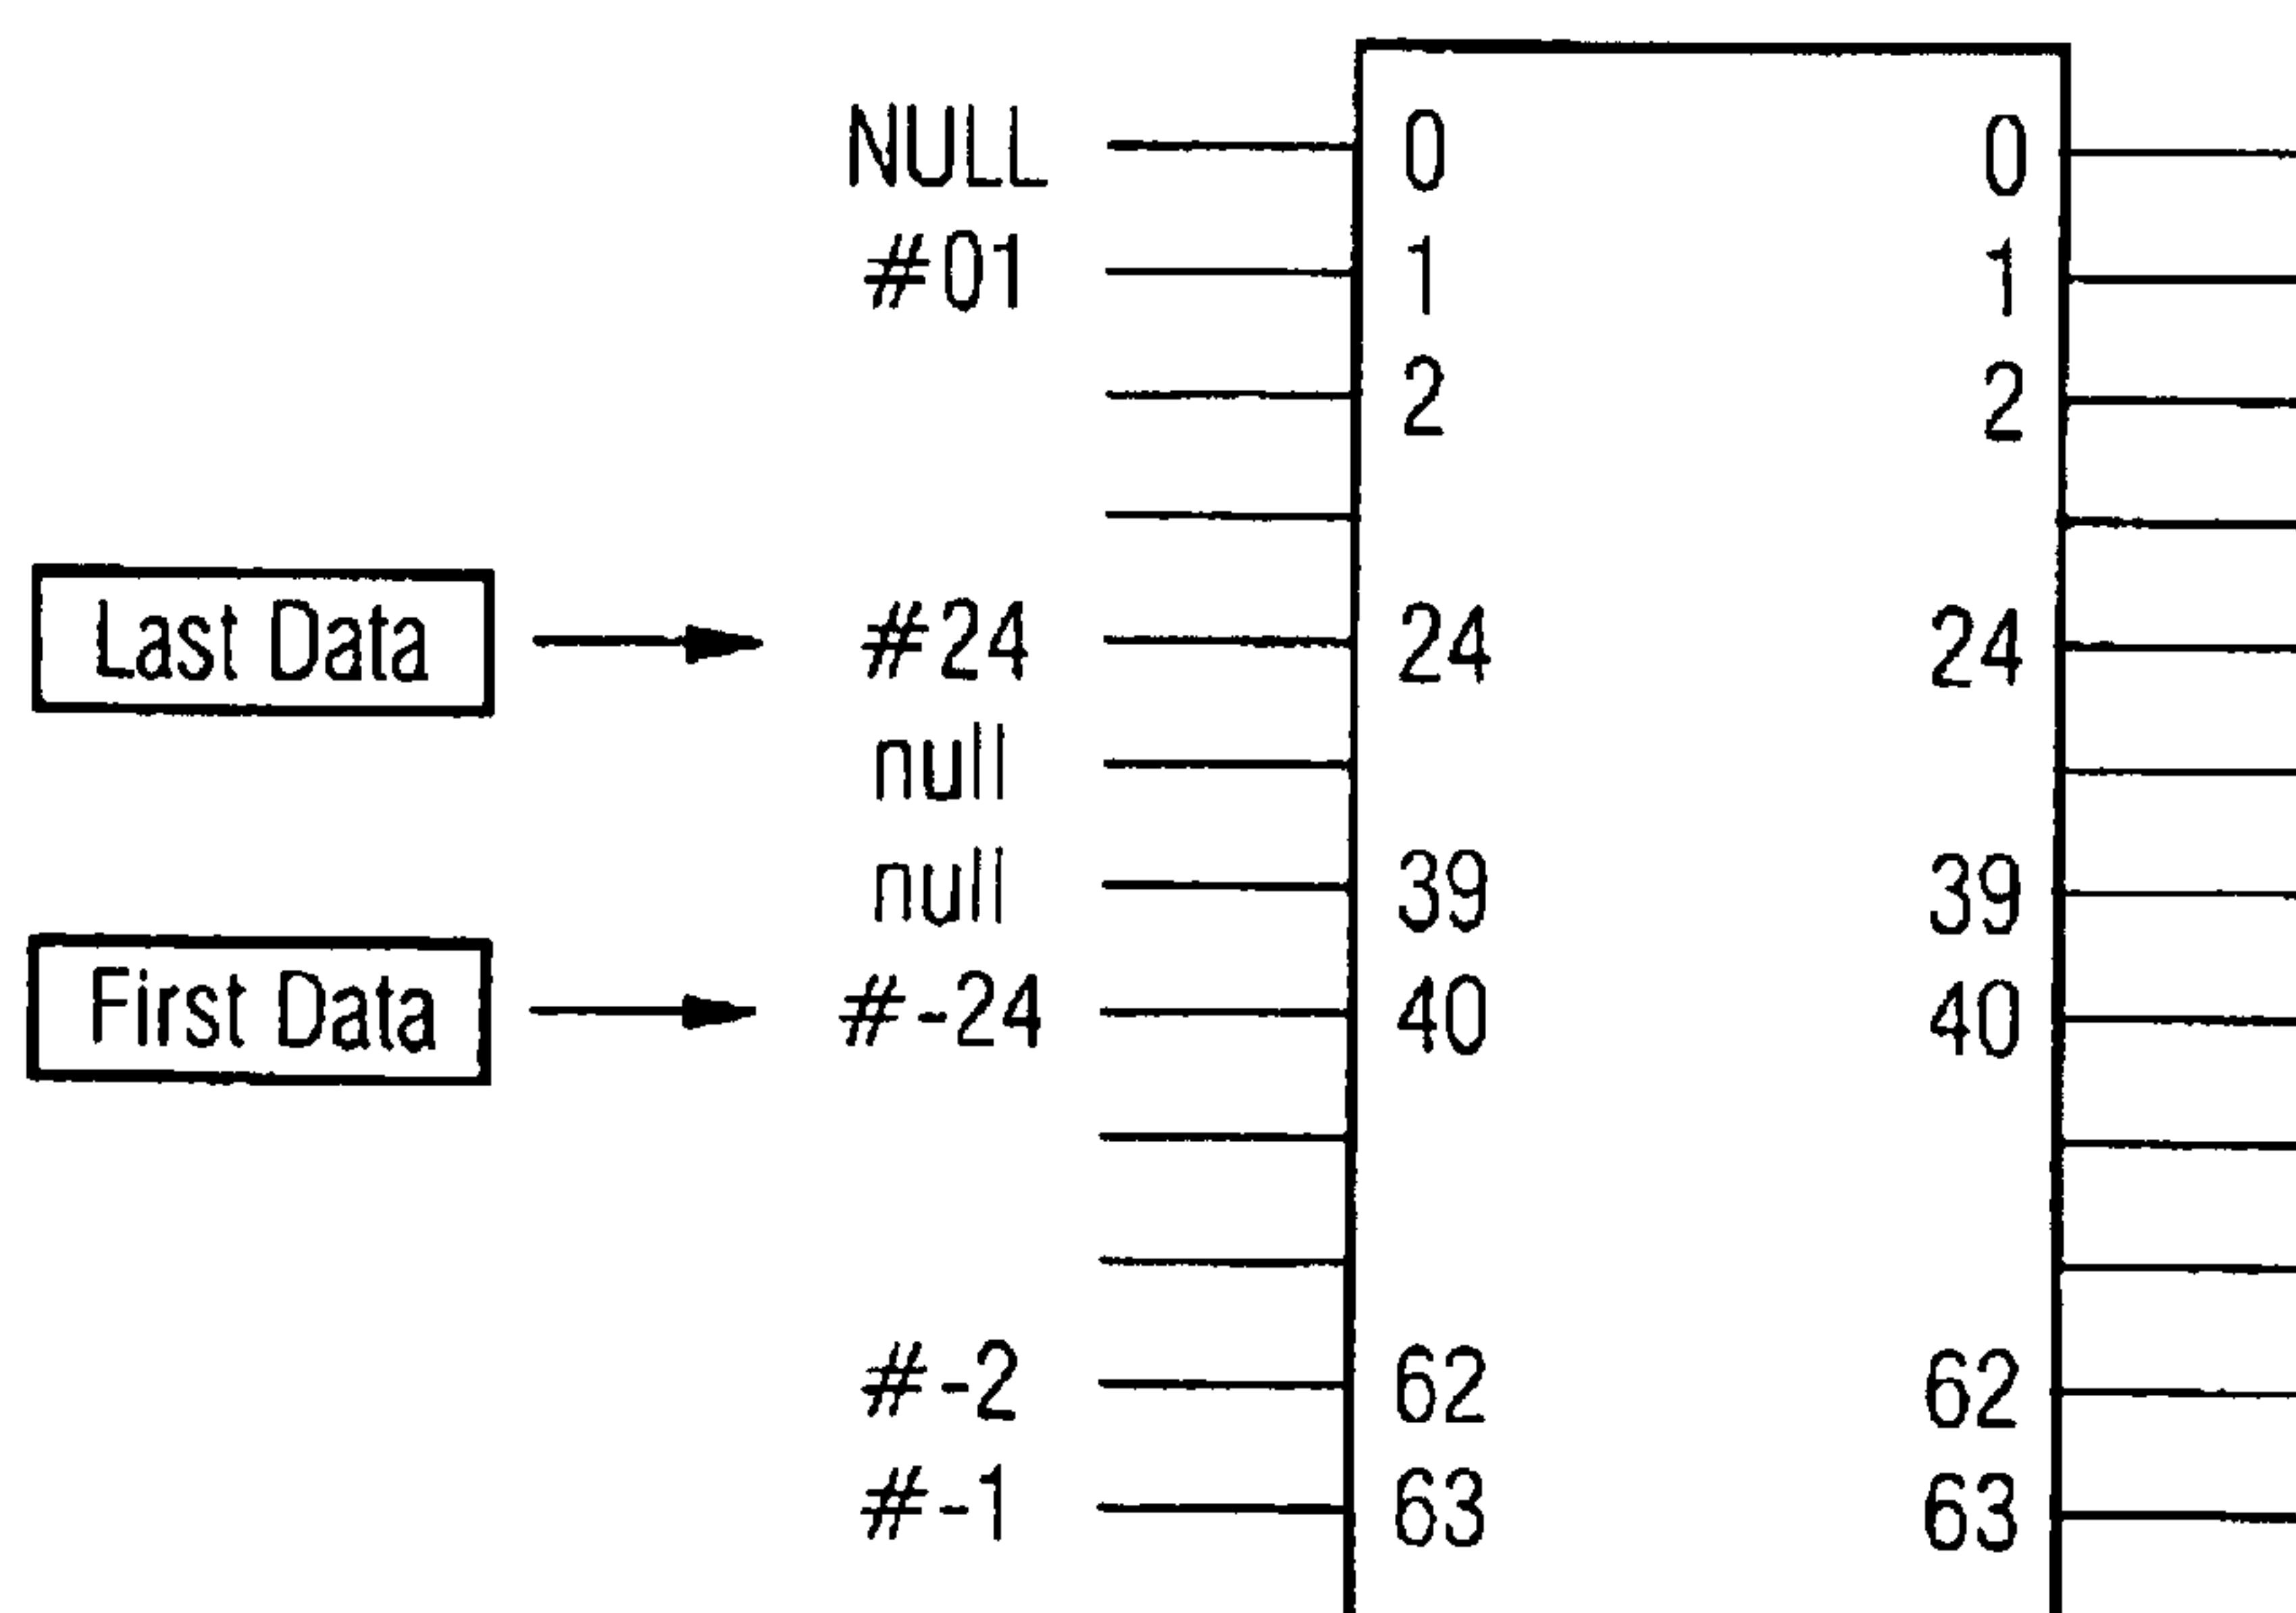 NULL 0 0
#01 1 1
2 2
Last Data #24 24 24
null
null 39 39
First Data #-24 40 40
#-2 62 62
#-1 63 63